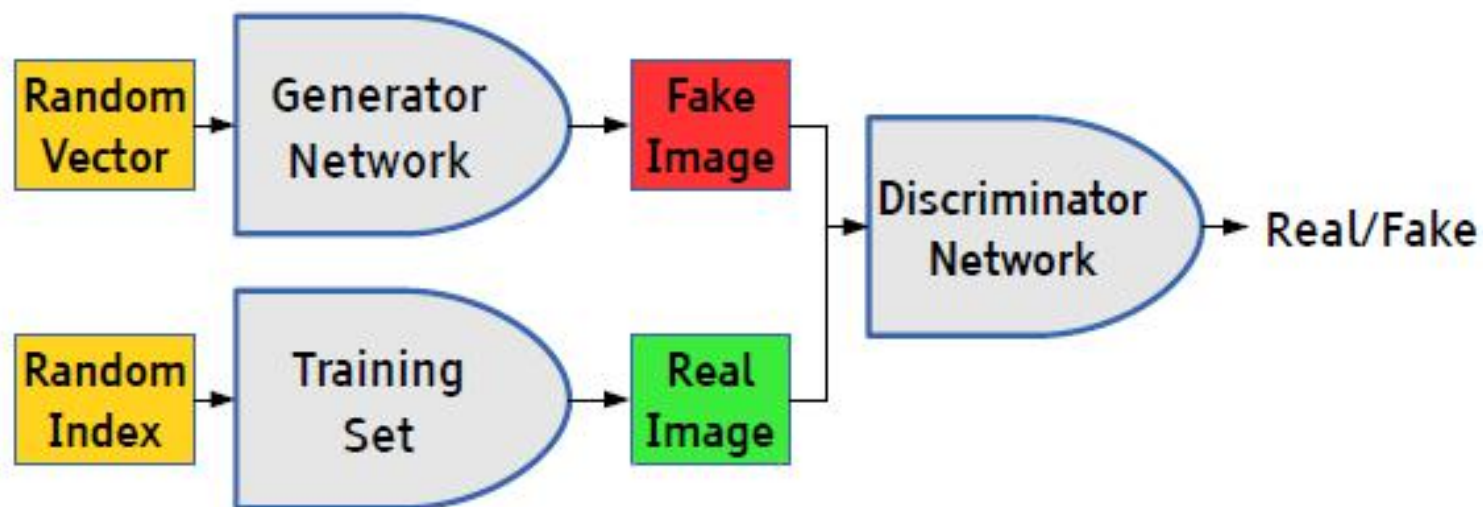 Random
Vector
Generator
Network
Fake
Image
Discriminator
Network
Real/Fake
Random
Index
Training
Set
Real
Image